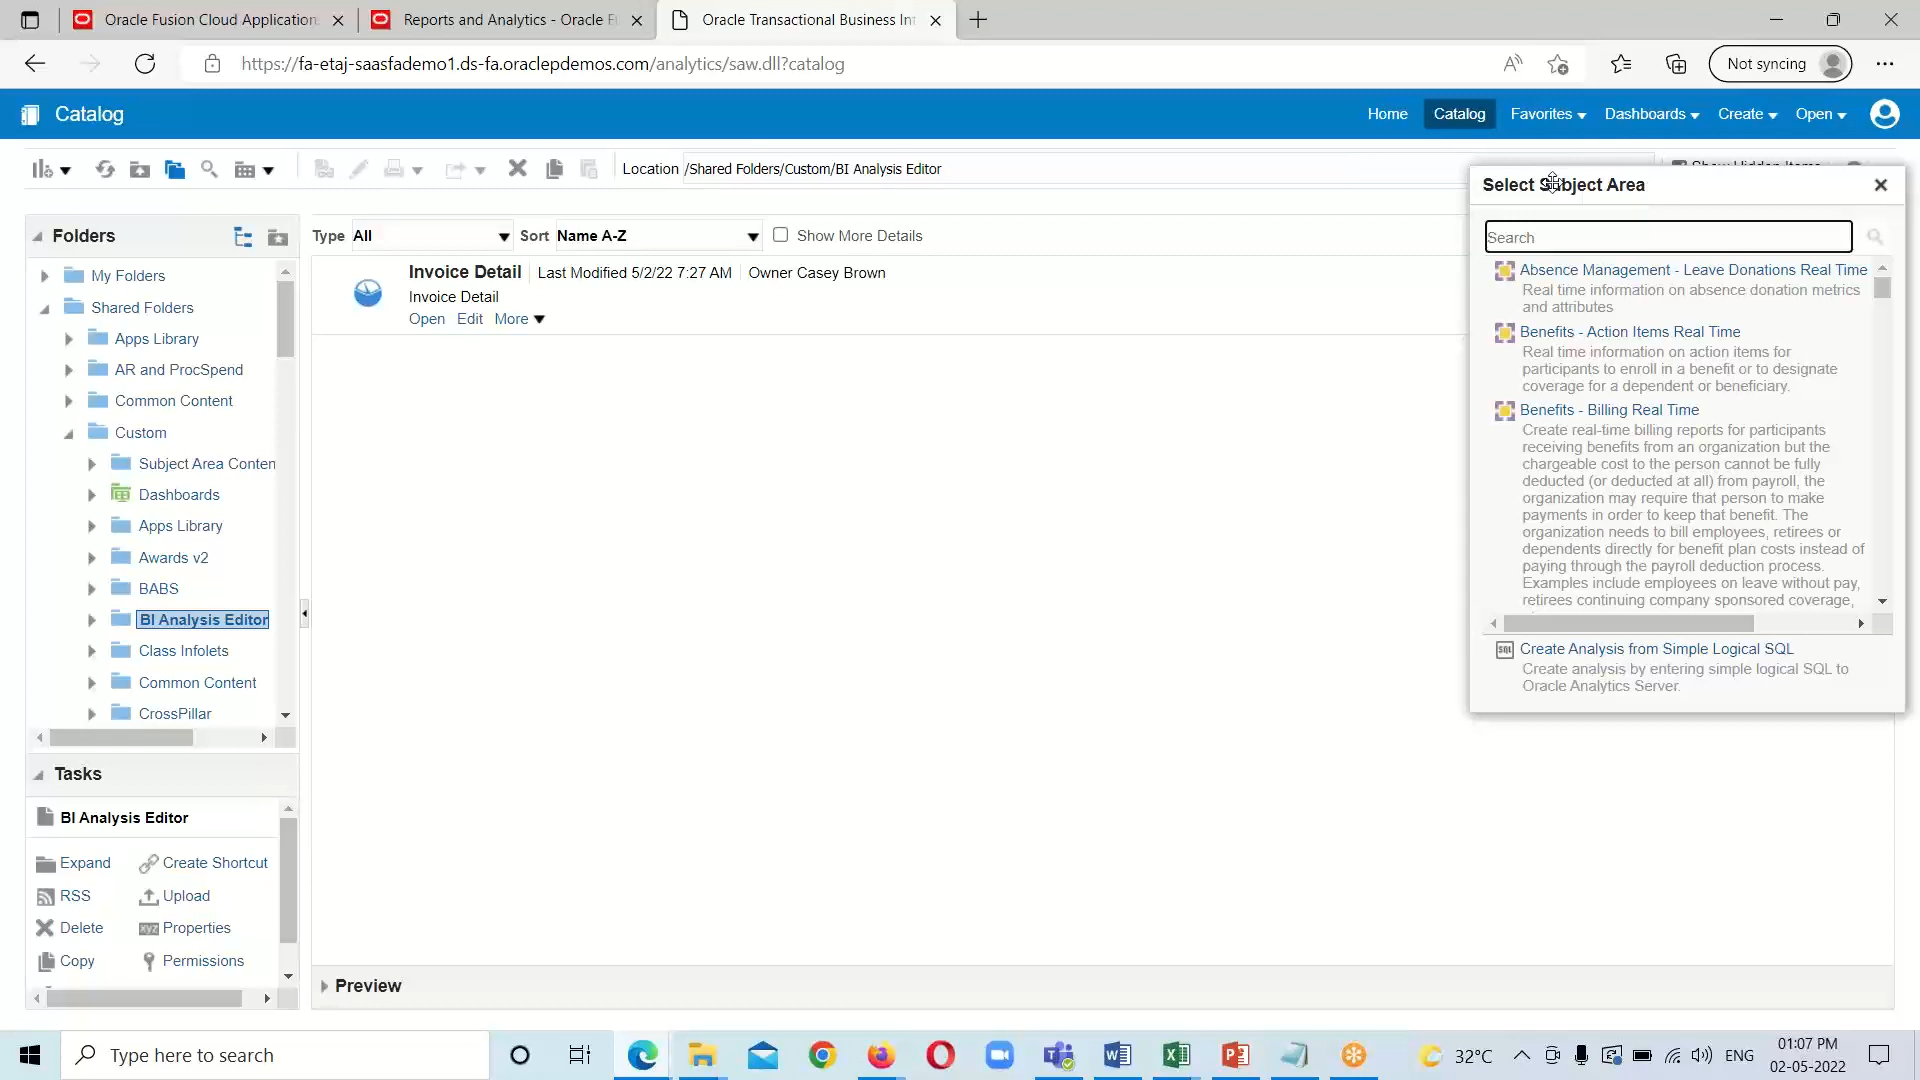 Oracle Fusion Cloud Application
Reports and Analytics - Oracle F
Oracle Transactional Business Int
https://fa-etaj-saasfademo1.ds-fa.oraclepdemos.com/analytics/saw.dll?catalog
Not syncing
Catalog
Home
Catalog
Favorites
Dashboards
Create
Open
Location /Shared Folders/Custom/BI Analysis Editor
Select Subject Area
Search
Absence Management - Leave Donations Real Time
Real time information on absence donation metrics
and attributes
Benefits - Action Items Real Time
Real time information on action items for
participants to enroll in a benefit or to designate
coverage for a dependent or beneficiary.
Benefits - Billing Real Time
Create real-time billing reports for participants
receiving benefits from an organization but the
chargeable cost to the person cannot be fully
deducted (or deducted at all) from payroll, the
organization may require that person to make
payments in order to keep that benefit. The
organization needs to bill employees, retirees or
dependents directly for benefit plan costs instead of
paying through the payroll deduction process.
Examples include employees on leave without pay,
retirees continuing company sponsored coverage,
SQL
Create Analysis from Simple Logical SQL
Create analysis by entering simple logical SQL to
Oracle Analytics Server.
Folders
My Folders
Shared Folders
Apps Library
AR and ProcSpend
Common Content
Custom
Subject Area Conten
Dashboards
Apps Library
Awards v2
BABS
BI Analysis Editor
Class Infolets
Common Content
CrossPillar
Type All
Sort Name A-Z
Show More Details
Invoice Detail
Last Modified 5/2/22 7:27 AM
Owner Casey Brown
Invoice Detail
Open Edit More
Tasks
BI Analysis Editor
Expand
Create Shortcut
RSS
Upload
Delete
xyz Properties
Copy
Permissions
Preview
Type here to search
32°C
ENG
01:07 PM
02-05-2022